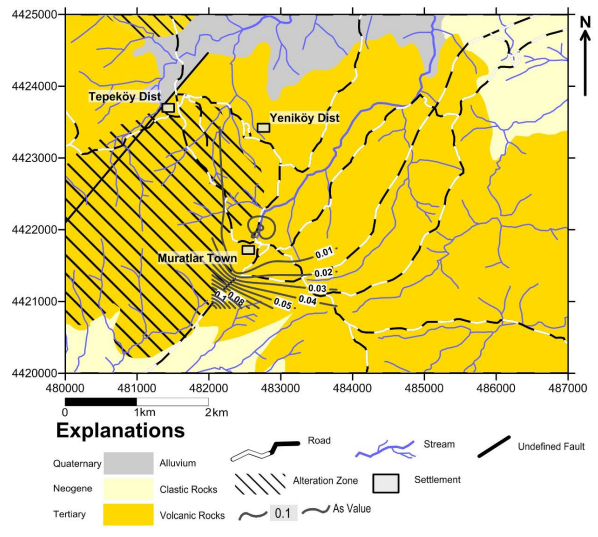 4425000
N
4424000
Tepeköy Dist
Yeniköy Dist
4423000
4422000
Muratlar Town
0.01
0.02
0.03
0.04
0.05
0.08
0.1
4421000
4420000
480000 481000 482000 483000 484000 485000 486000 487000
0 1km 2km
Explanations
Quaternary Alluvium Road Stream Undefined Fault
Neogene Clastic Rocks Alteration Zone Settlement
Tertiary Volcanic Rocks 0.1 As Value